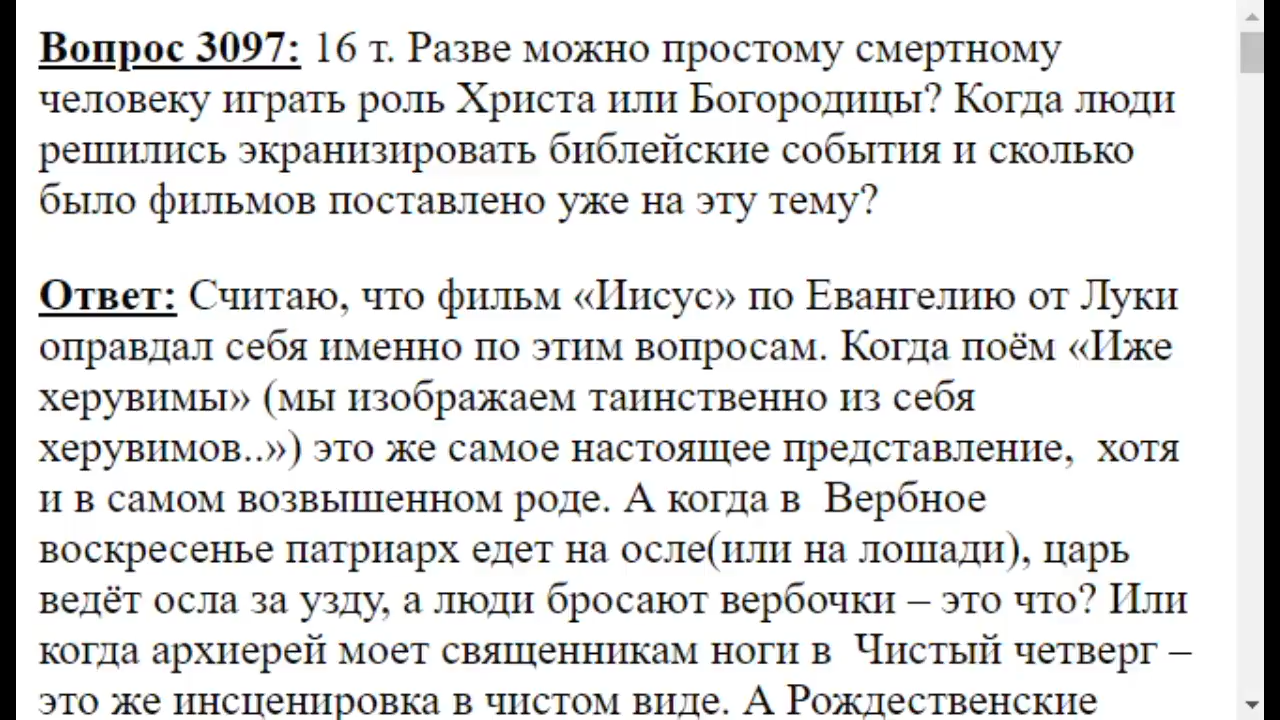 Вопрос 3097: 16 т. Разве можно простому смертному
человеку играть роль Христа или Богородицы? Когда люди
решились экранизировать библейские события и сколько
было фильмов поставлено уже на эту тему?
Ответ: Считаю, что фильм «Иисус» по Евангелию от Луки
оправдал себя именно по этим вопросам. Когда поём «Иже
херувимы» (мы изображаем таинственно из себя
херувимов..») это же самое настоящее представление,  хотя
и в самом возвышенном роде. А когда в  Вербное
воскресенье патриарх едет на осле(или на лошади), царь
ведёт осла за узду, а люди бросают вербочки – это что? Или
когда архиерей моет священникам ноги в  Чистый четверг –
это же инсценировка в чистом виде. А Рождественские